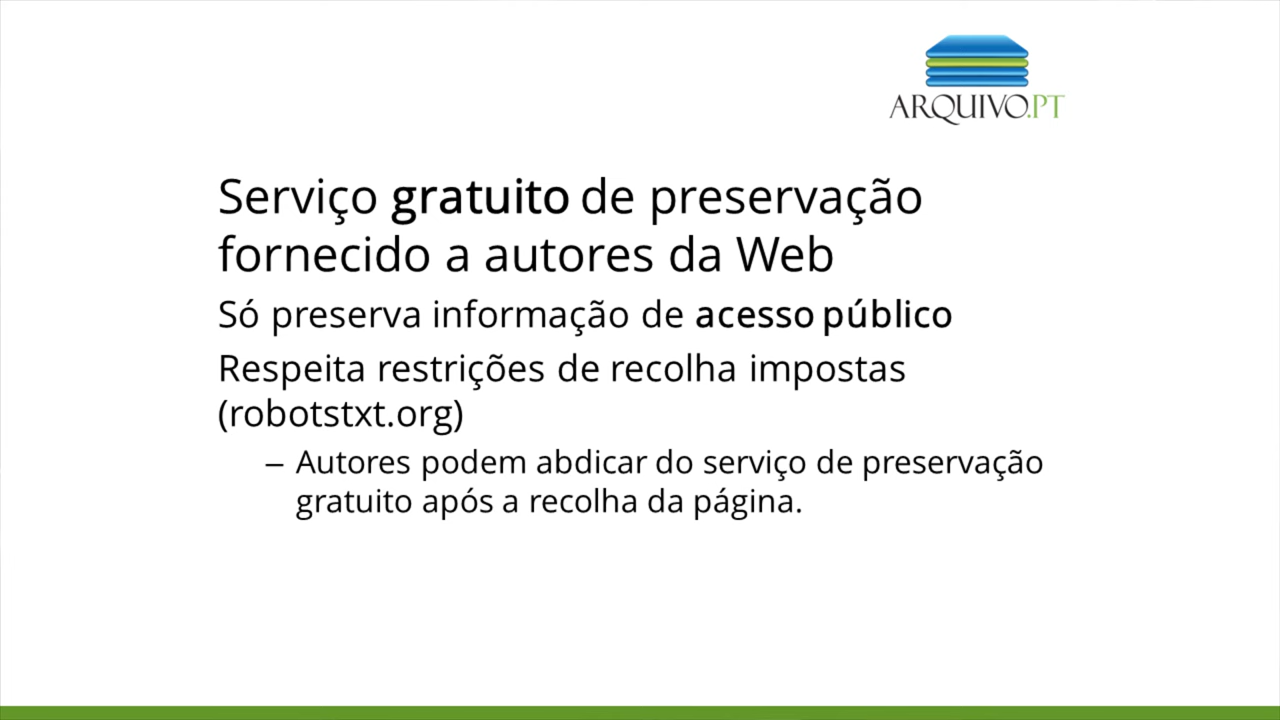 ARQUIVO.PT
Serviço gratuito de preservação
fornecido a autores da Web
Só preserva informação de acesso público
Respeita restrições de recolha impostas
(robotstxt.org)
– Autores podem abdicar do serviço de preservação
gratuito após a recolha da página.